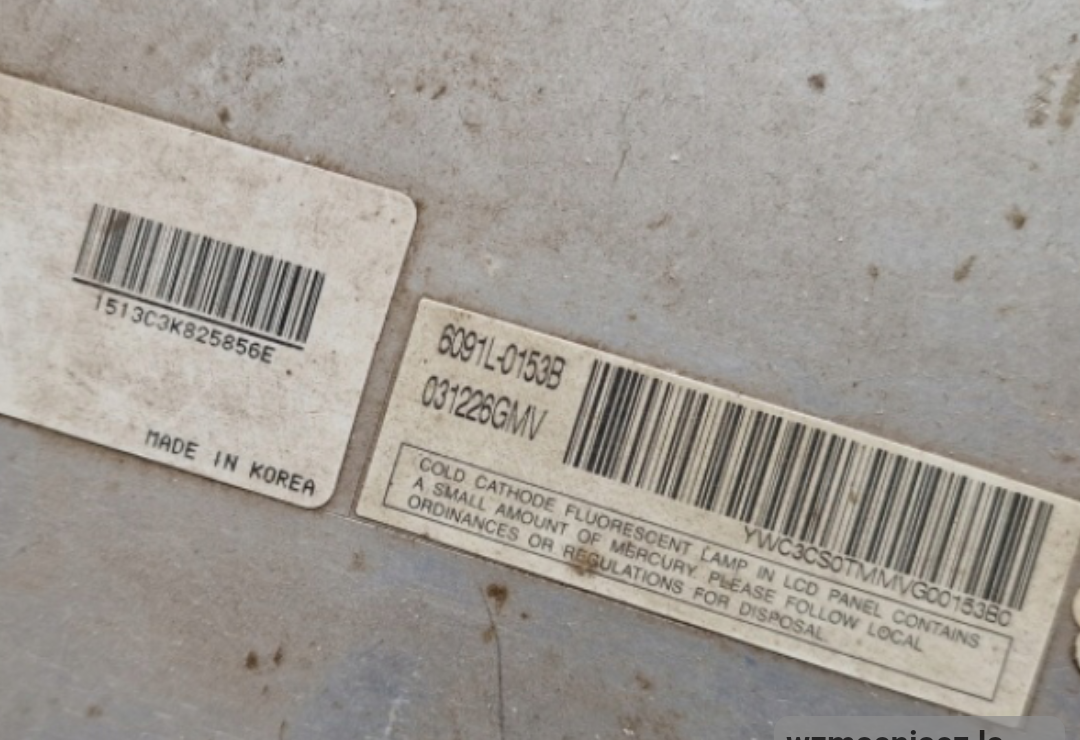 1513C3K825856E
MADE IN KOREA
6091L-0153B
031226GMV
YWC3CS0TMMVG00153B0
COLD CATHODE FLUORESCENT LAMP IN LCD PANEL CONTAINS
A SMALL AMOUNT OF MERCURY. PLEASE FOLLOW LOCAL
ORDINANCES OR REGULATIONS FOR DISPOSAL.